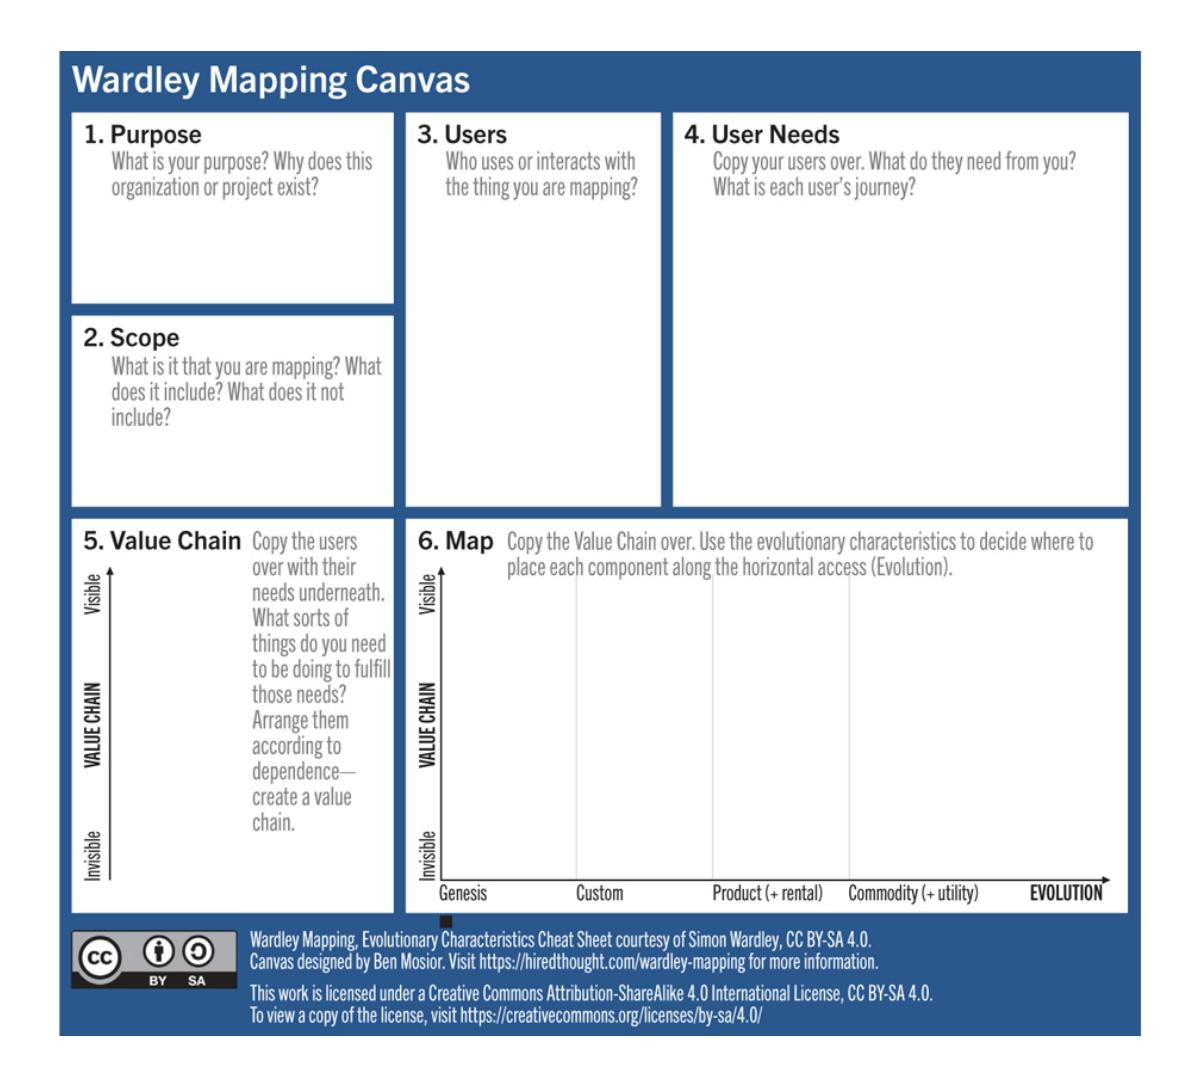 Wardley Mapping Canvas
1. Purpose
What is your purpose? Why does this
organization or project exist?
2. Scope
What is it that you are mapping? What
does it include? What does it not
include?
3. Users
Who uses or interacts with
the thing you are mapping?
4. User Needs
Copy your users over. What do they need from you?
What is each user's journey?
5. Value Chain
Copy the users
over with their
needs underneath.
What sorts of
things do you need
to be doing to fulfill
those needs?
Arrange them
according to
dependence—
create a value
chain.
Visible
VALUE CHAIN
Invisible
6. Map
Copy the Value Chain over. Use the evolutionary characteristics to decide where to
place each component along the horizontal access (Evolution).
Visible
VALUE CHAIN
Invisible
Genesis
Custom
Product (+ rental)
Commodity (+ utility)
EVOLUTION
cc
BY
SA
Wardley Mapping, Evolutionary Characteristics Cheat Sheet courtesy of Simon Wardley, CC BY-SA 4.0.
Canvas designed by Ben Mosior. Visit https://hiredthought.com/wardley-mapping for more information.
This work is licensed under a Creative Commons Attribution-ShareAlike 4.0 International License, CC BY-SA 4.0.
To view a copy of the license, visit https://creativecommons.org/licenses/by-sa/4.0/